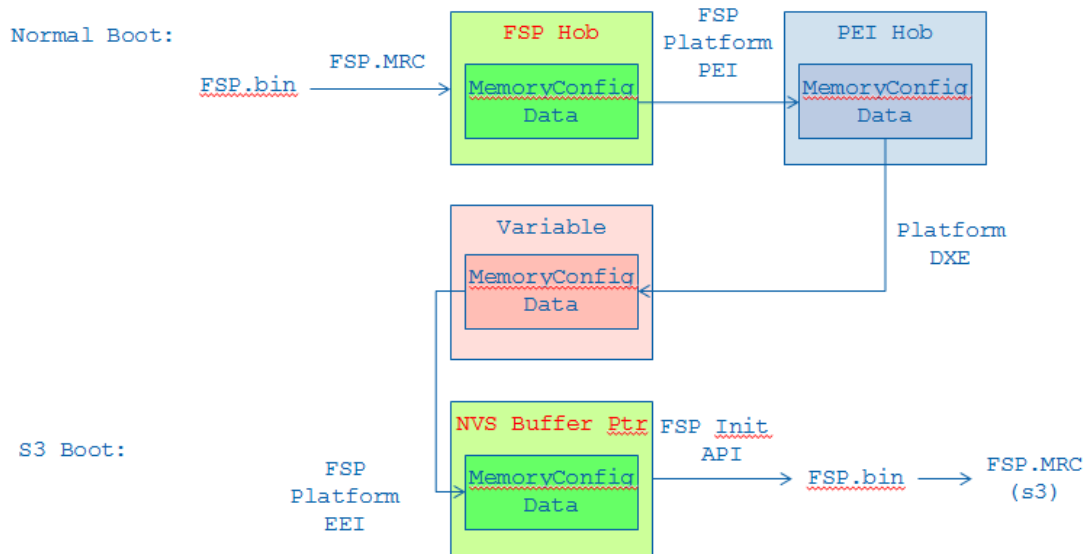 Normal Boot:
FSP.bin
FSP.MRC
FSP Hob
MemoryConfig
Data
FSP
Platform
PEI
PEI Hob
MemoryConfig
Data
Platform
DXE
Variable
MemoryConfig
Data
S3 Boot:
FSP
Platform
EEI
NVS Buffer Ptr
MemoryConfig
Data
FSP Init
API
FSP.bin
FSP.MRC
(s3)